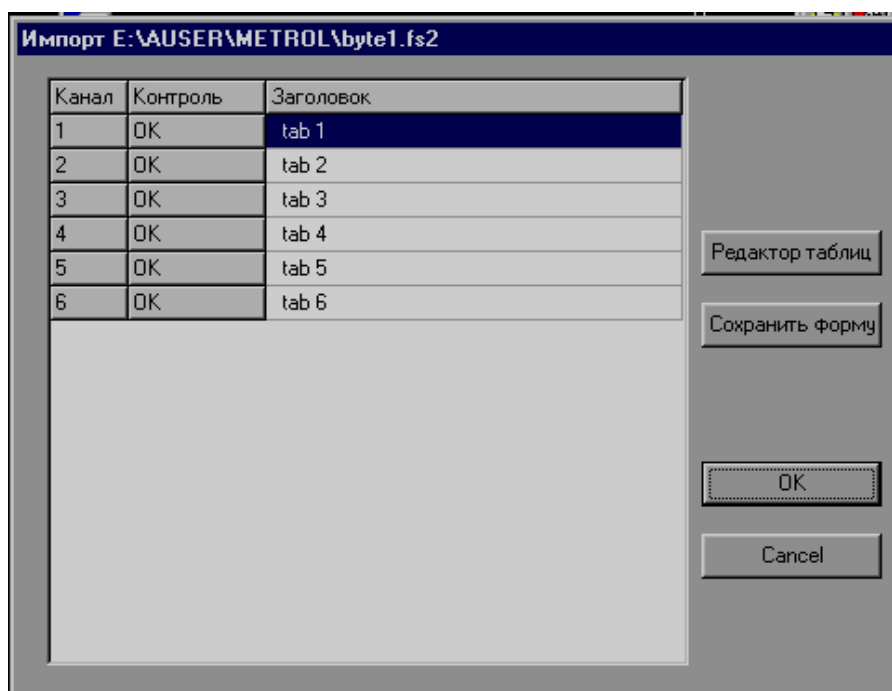 Импорт E:\AUSER\METROL\byte1.fs2
Канал Контроль Заголовок
1 OK tab 1
2 OK tab 2
3 OK tab 3
4 OK tab 4
5 OK tab 5
6 OK tab 6
Редактор таблиц
Сохранить форму
OK
Cancel